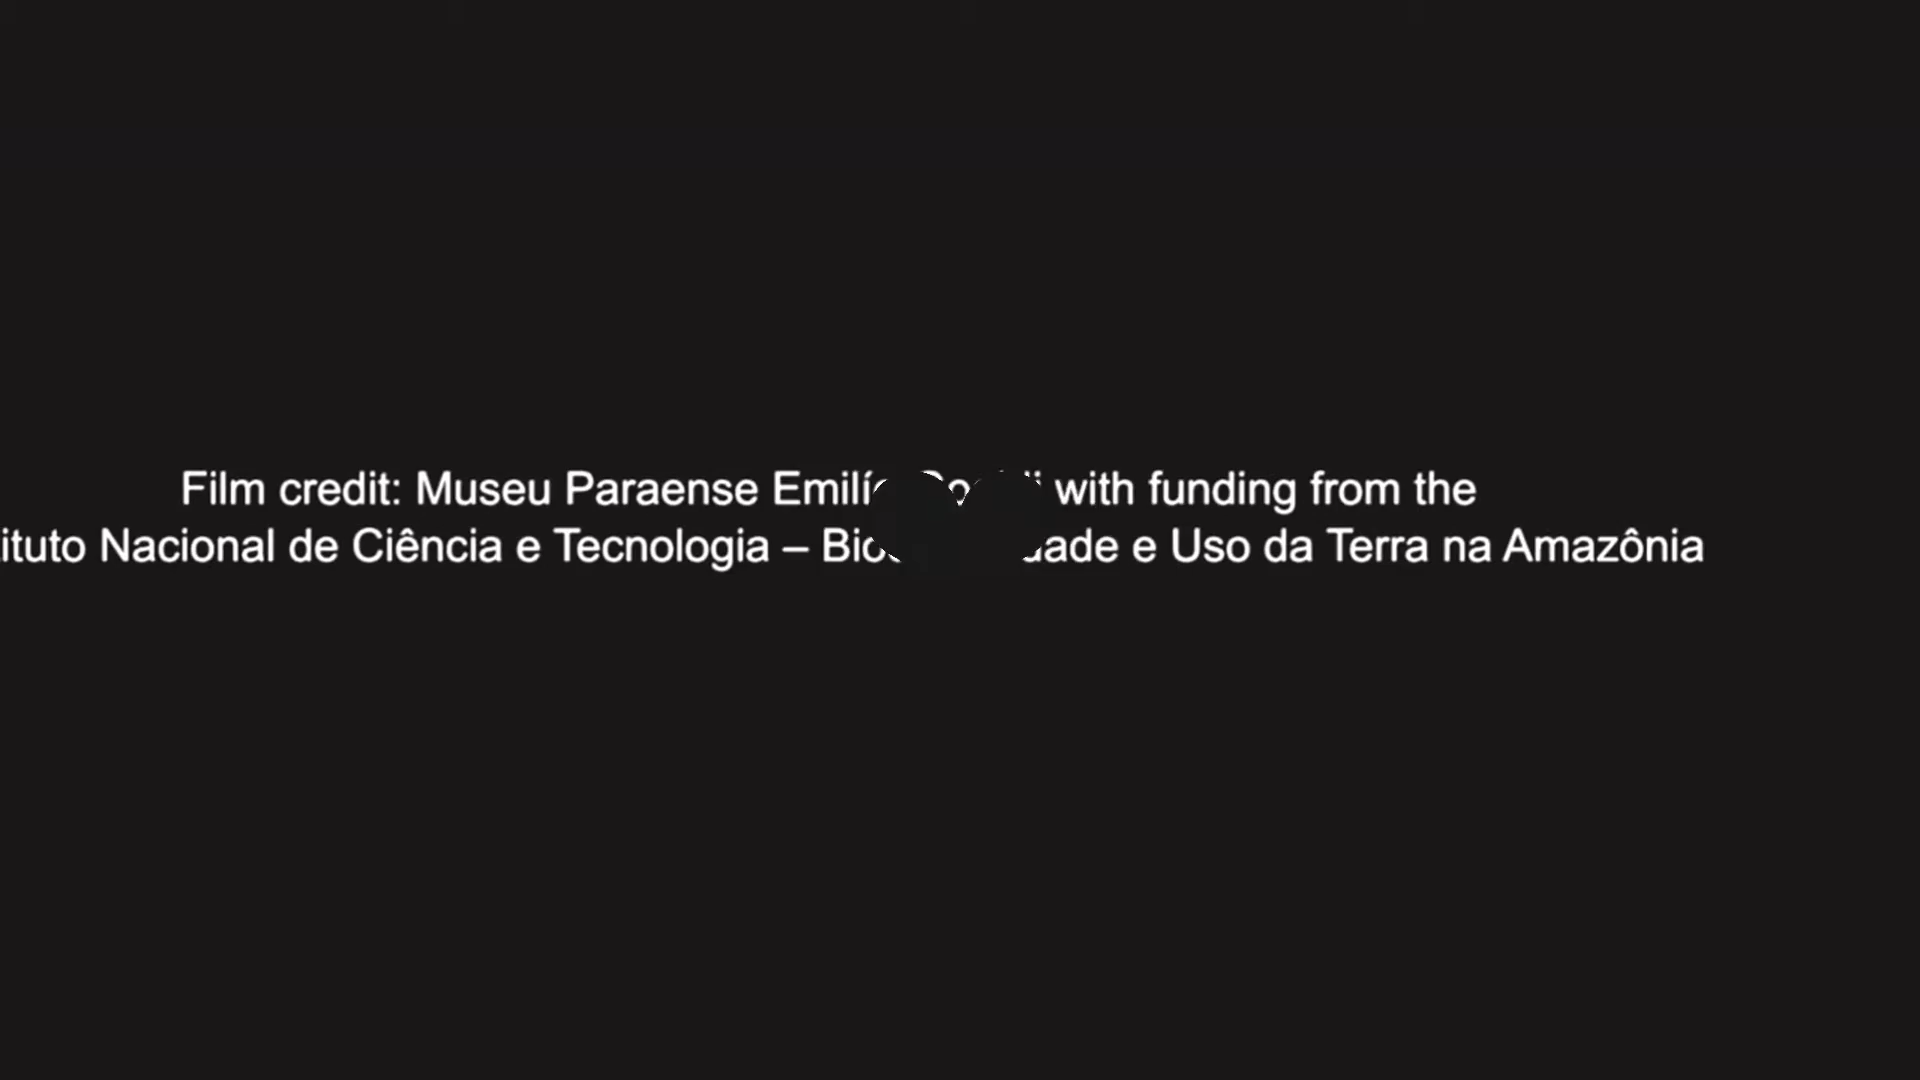 Film credit: Museu Paraense with funding from the
Nacional de Ciência e Tecnologia – e Uso da Terra na Amazônia